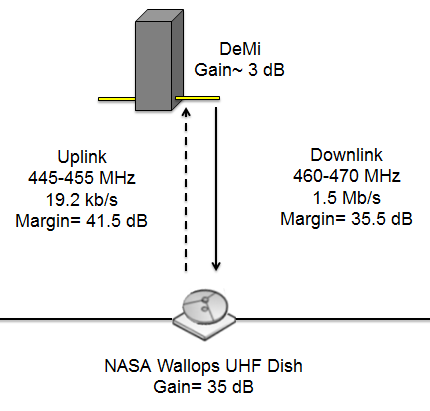 DeMi
Gain~ 3 dB
Uplink
445-455 MHz
19.2 kb/s
Margin= 41.5 dB
Downlink
460-470 MHz
1.5 Mb/s
Margin= 35.5 dB
NASA Wallops UHF Dish
Gain= 35 dB